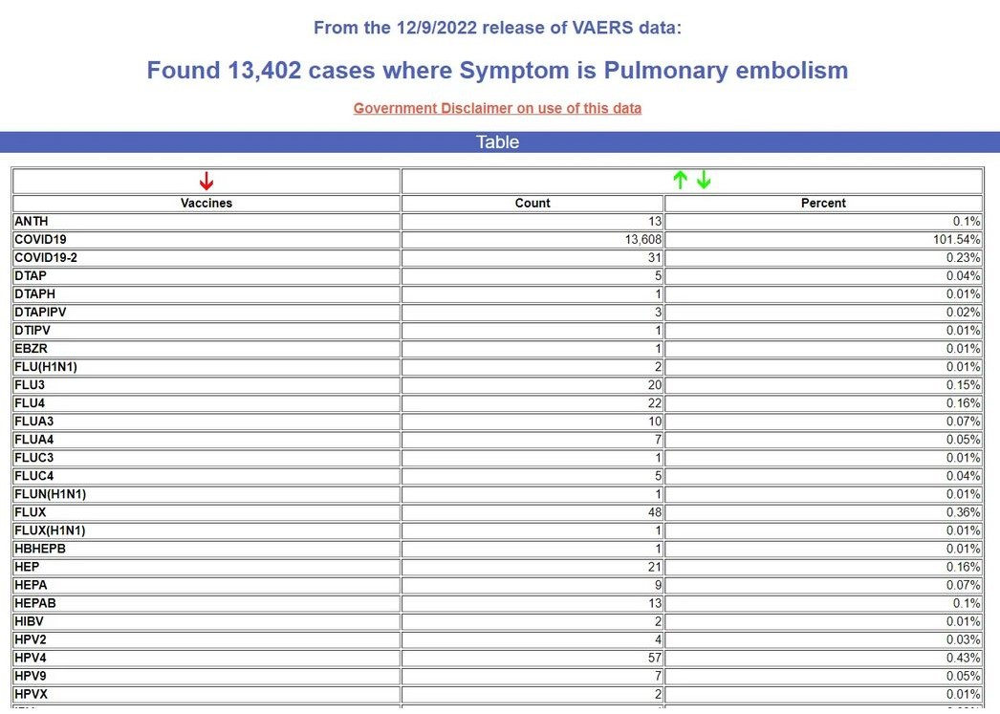 From the 12/9/2022 release of VAERS data:
Found 13,402 cases where Symptom is Pulmonary embolism
Government Disclaimer on use of this data
Table
Vaccines Count Percent
ANTH 13 0.1%
COVID19 13,608 101.54%
COVID19-2 31 0.23%
DTAP 5 0.04%
DTAPH 1 0.01%
DTAPIPV 3 0.02%
DTIPV 1 0.01%
EBZR 1 0.01%
FLU(H1N1) 2 0.01%
FLU3 20 0.15%
FLU4 22 0.16%
FLUA3 10 0.07%
FLUA4 7 0.05%
FLUC3 1 0.01%
FLUC4 5 0.04%
FLUN(H1N1) 1 0.01%
FLUX 48 0.36%
FLUX(H1N1) 1 0.01%
HBHEPB 1 0.01%
HEP 21 0.16%
HEPA 9 0.07%
HEPAB 13 0.1%
HIBV 2 0.01%
HPV2 4 0.03%
HPV4 57 0.43%
HPV9 7 0.05%
HPVX 2 0.01%